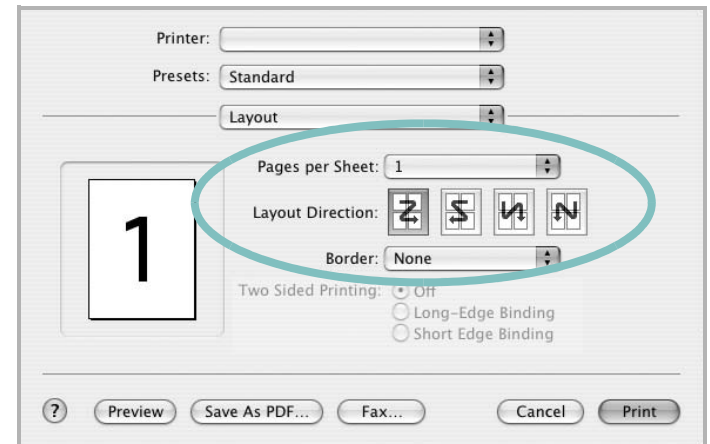 Printer:
Presets: Standard
Layout
Pages per Sheet: 1
Layout Direction:
Border: None
1
Two Sided Printing: Off
Long-Edge Binding
Short Edge Binding
? Preview Save As PDF... Fax... Cancel Print